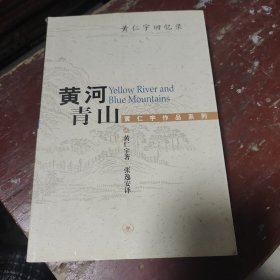 黄仁宇回忆录
黄河
青山
Yellow River and
Blue Mountains
黄仁宇作品系列
黄仁宇著 张逸安译